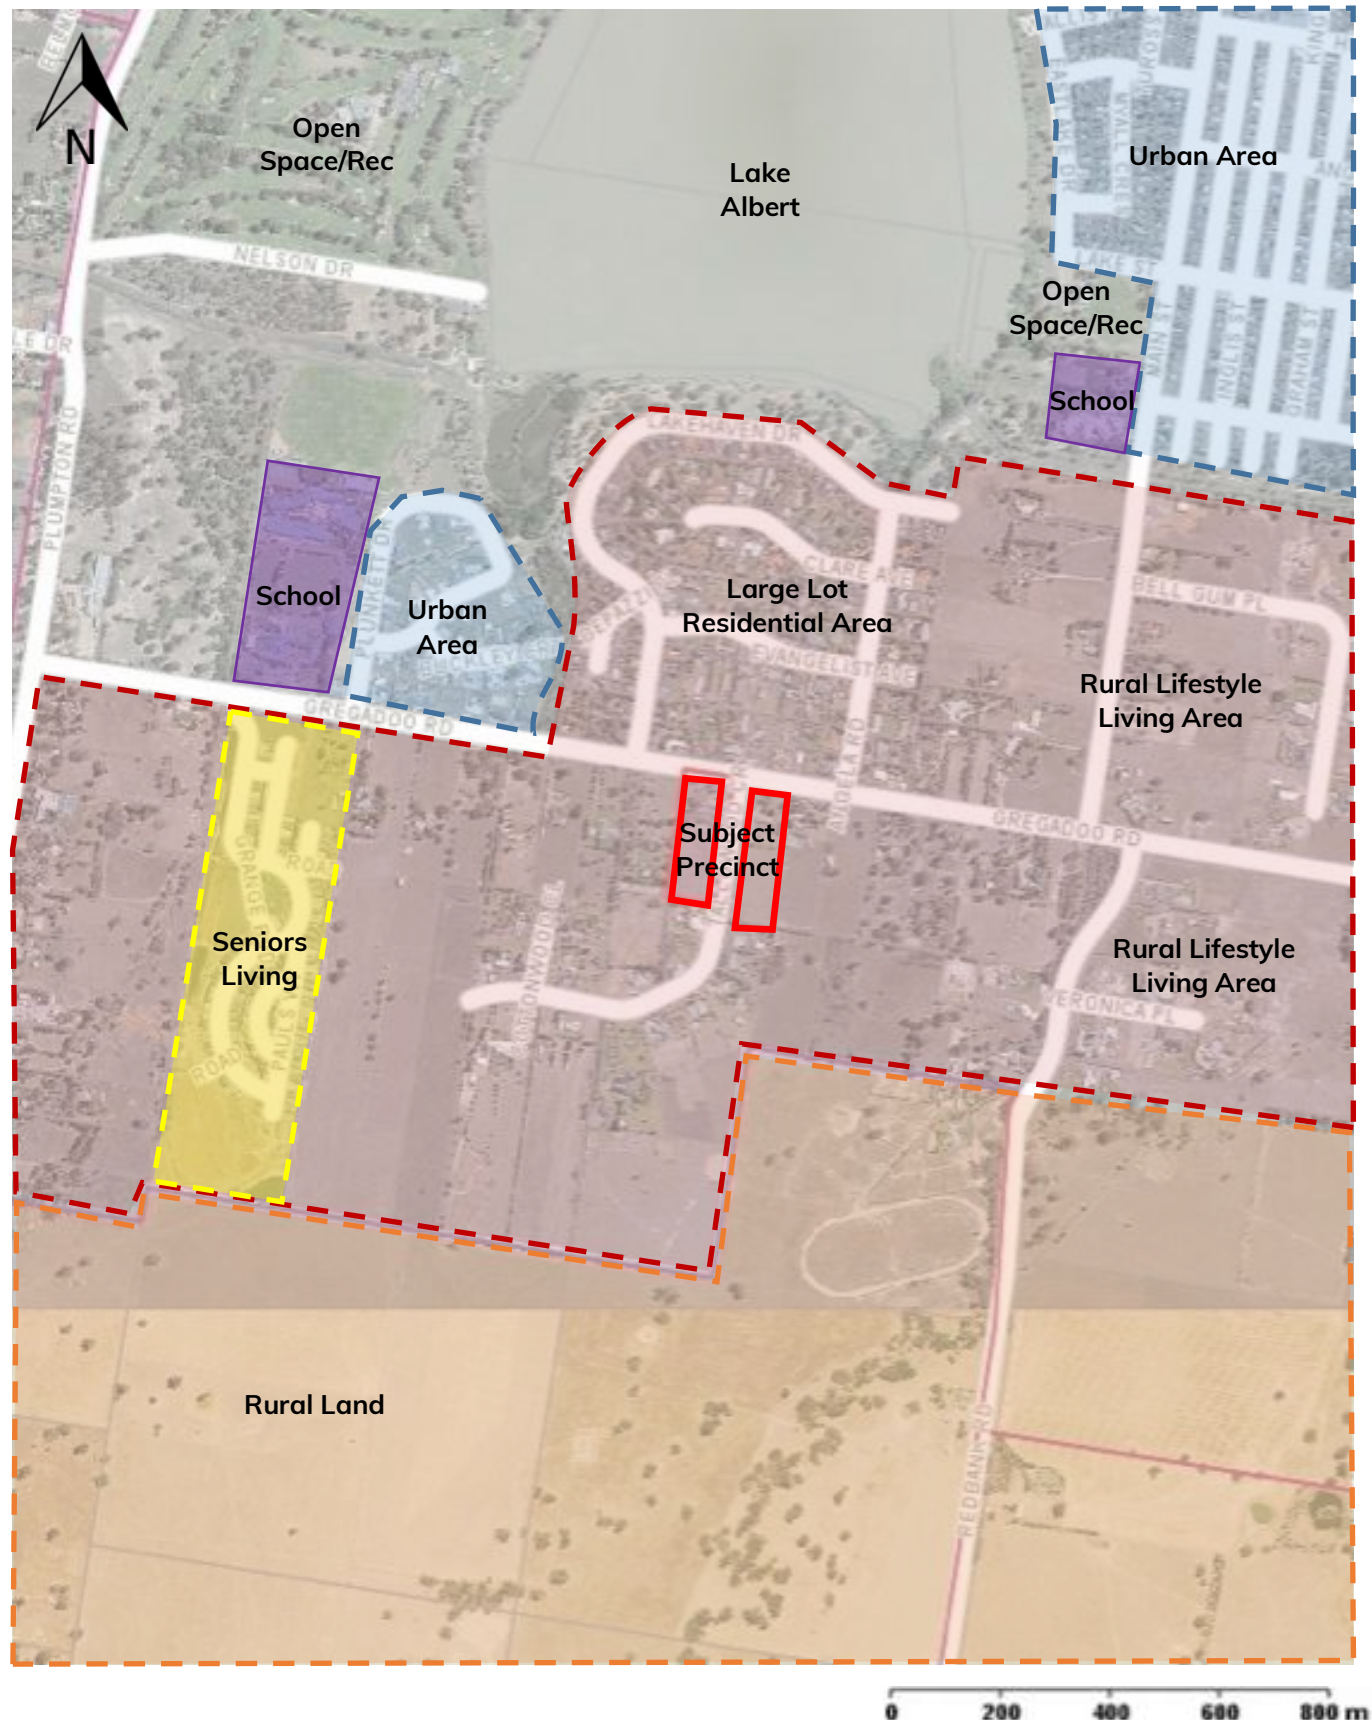 N
Open
Space/Rec
Lake
Albert
Urban Area
MAIN ST
INGLIS ST
GRAHAM ST
NELSON DR
Open
Space/Rec
School
PLUMPTON RD
LAKEHAVEN DR
School
Urban
Area
CLARE AVE
Large Lot
Residential Area
BELL GUM PL
EVANGELIST AVE
Rural Lifestyle
Living Area
GREGADOO RD
Subject
Precinct
GREGADOO RD
GRANGE
Seniors
Living
Rural Lifestyle
Living Area
VERONICA PL
PAULS
ROAD
Rural Land
REDBANK RD
0 200 400 600 800 m